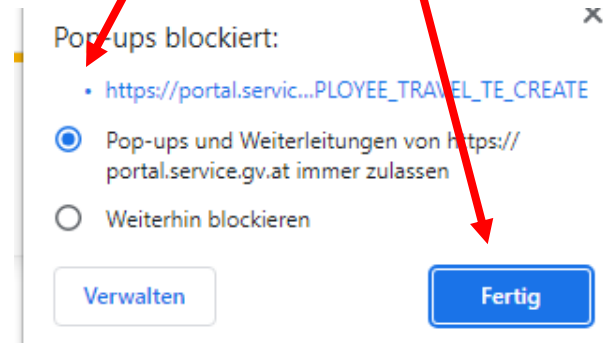 Pop-ups blockiert:
https://portal.servic...PLOYEE_TRAVEL_TE_CREATE
Pop-ups und Weiterleitungen von https://
portal.service.gv.at immer zulassen
Weiterhin blockieren
Verwalten
Fertig